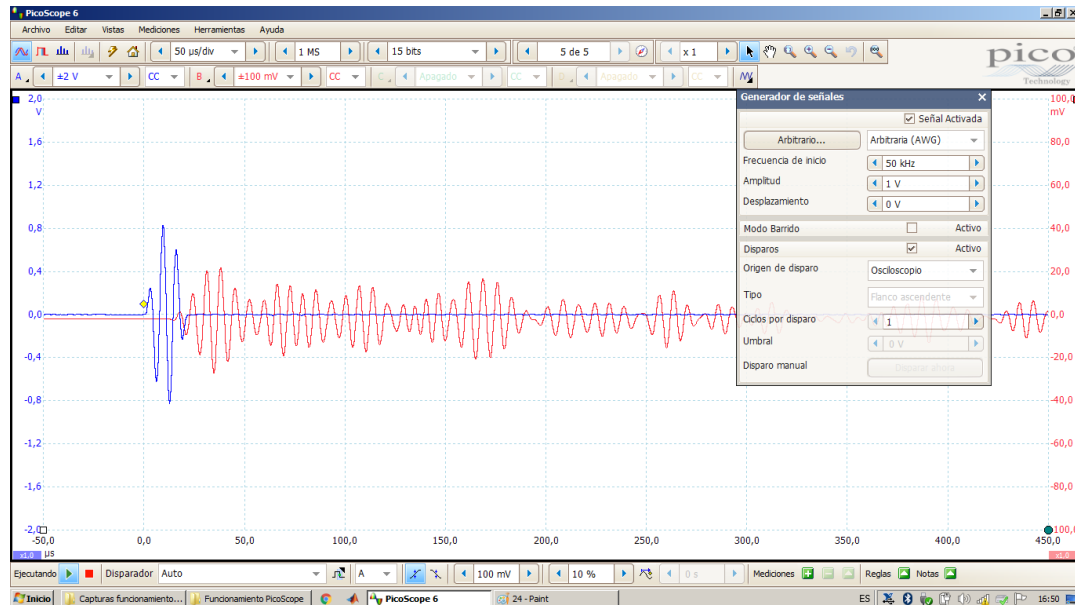 PicoScope 6
Archivo Editar Vistas Mediciones Herramientas Ayuda
50 µs/div 1 MS 15 bits 5 de 5 x 1
pico
Technology
A ±2 V CC B ±100 mV CC C Apagado CC D Apagado CC
2,0
V
1,6
1,2
0,8
0,4
0,0
-0,4
-0,8
-1,2
-1,6
-2,0
x1.0 µs
-50,0 0,0 50,0 100,0 150,0 200,0 250,0 300,0 350,0 400,0 450,0
100,0
mV
80,0
60,0
40,0
20,0
0,0
-20,0
-40,0
-60,0
-80,0
-100,0
x1.0
Generador de señales
Señal Activada
Arbitrario... Arbitraria (AWG)
Frecuencia de inicio 50 kHz
Amplitud 1 V
Desplazamiento 0 V
Modo Barrido Activo
Disparos Activo
Origen de disparo Osciloscopio
Tipo Flanco ascendente
Ciclos por disparo 1
Umbral 0 V
Disparo manual Disparar ahora
Ejecutando Disparador Auto A 100 mV 10 % 0 s Mediciones Reglas Notas
Inicio Capturas funcionamiento... Funcionamiento PicoScope PicoScope 6 24 - Paint ES 16:50